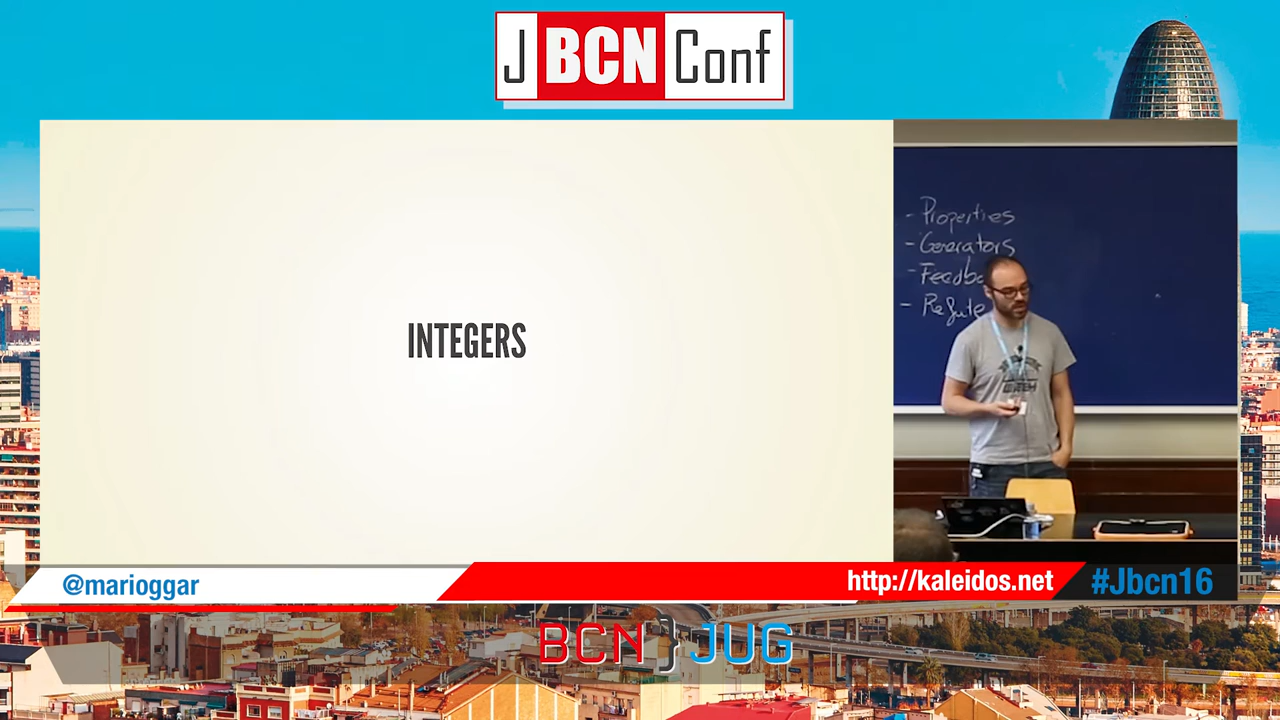 J BCN Conf
- Properties
- Generators
- Feedba
- Refute
INTEGERS
@marioggar
http://kaleidos.net
#Jbcn16
BCN JUG